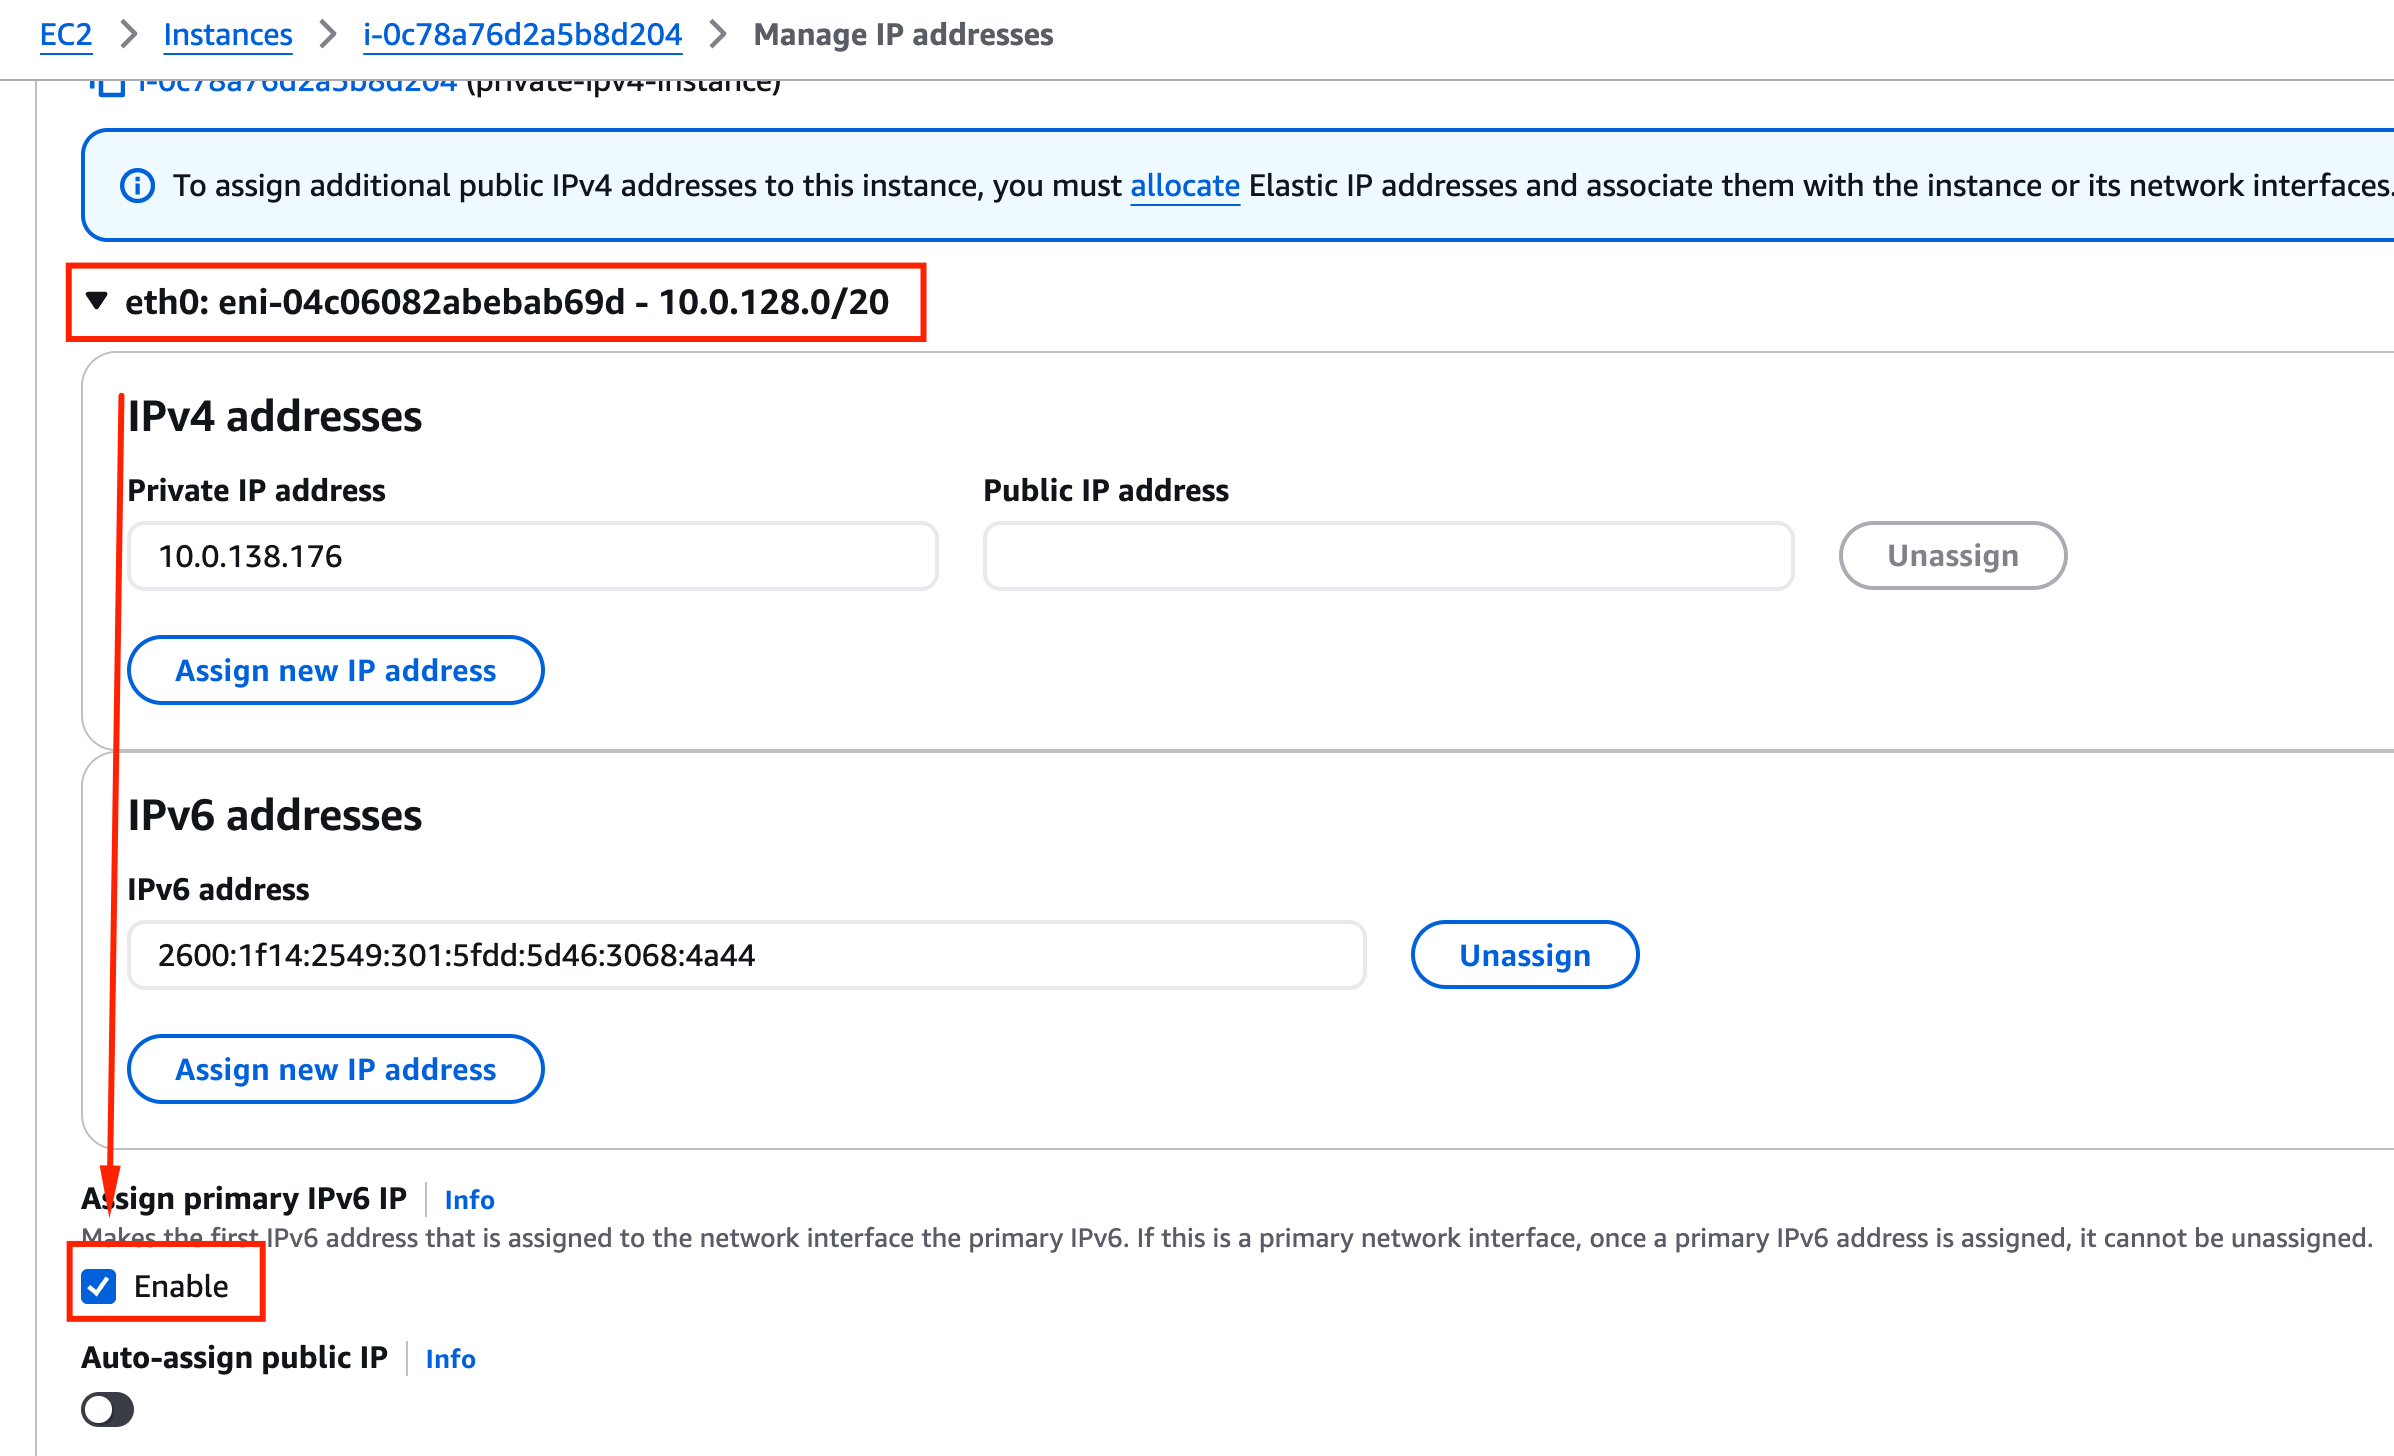 EC2 > Instances > i-0c78a76d2a5b8d204 > Manage IP addresses
i-0c78a76d2a5b8d204 (private-ipv4-instance)
To assign additional public IPv4 addresses to this instance, you must allocate Elastic IP addresses and associate them with the instance or its network interfaces.
eth0: eni-04c06082abebab69d - 10.0.128.0/20
IPv4 addresses
Private IP address Public IP address
10.0.138.176 Unassign
Assign new IP address
IPv6 addresses
IPv6 address
2600:1f14:2549:301:5fdd:5d46:3068:4a44 Unassign
Assign new IP address
Assign primary IPv6 IP Info
Makes the first IPv6 address that is assigned to the network interface the primary IPv6. If this is a primary network interface, once a primary IPv6 address is assigned, it cannot be unassigned.
Enable
Auto-assign public IP Info